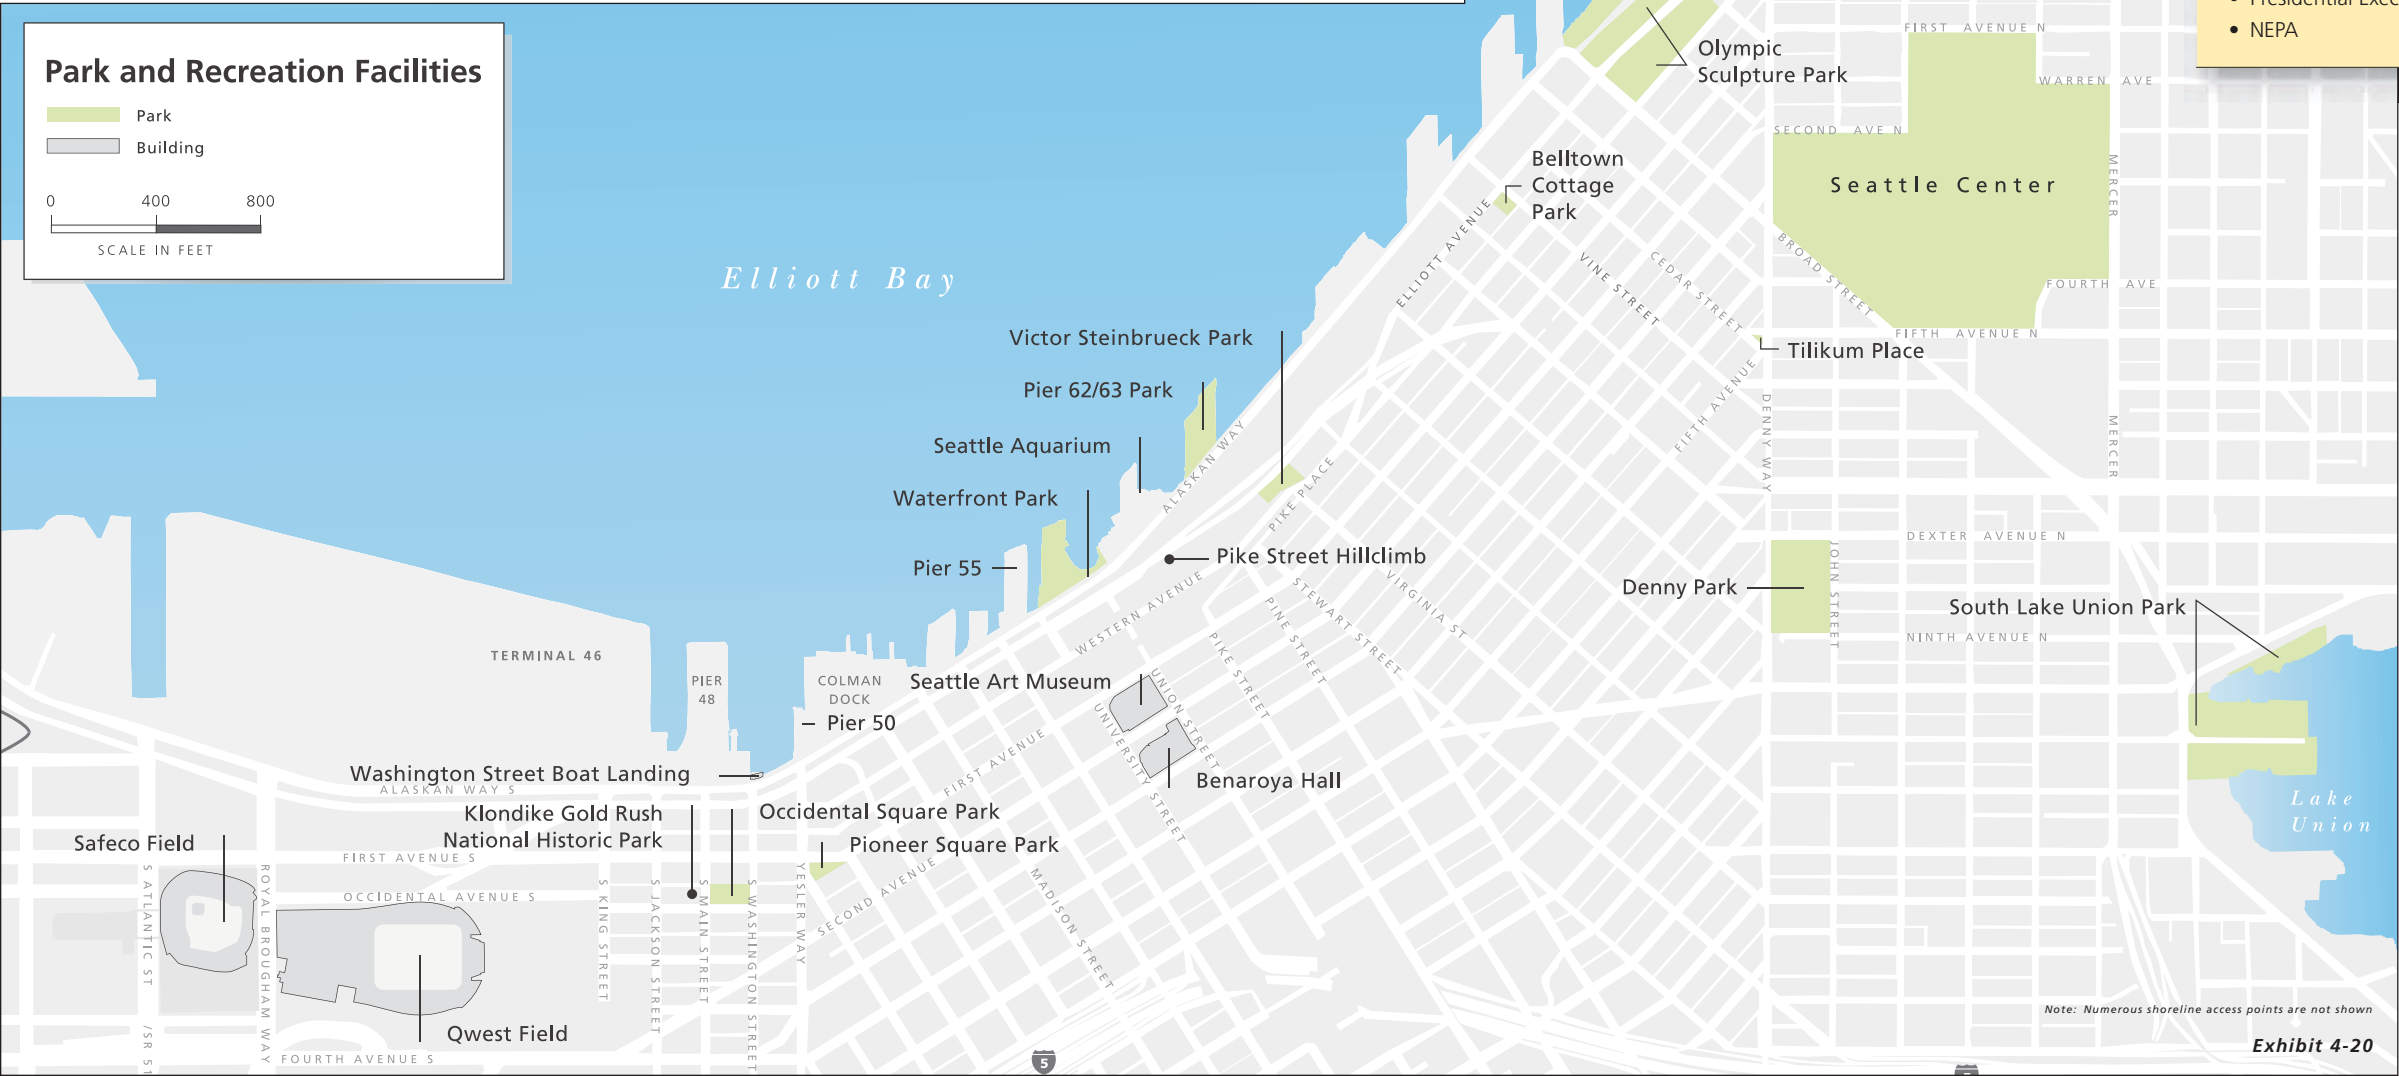 Park and Recreation Facilities
Park
Building
0 400 800
SCALE IN FEET
NEPA
Olympic
Sculpture Park
FIRST AVENUE N
WARREN AVE
SECOND AVE N
Seattle Center
MERCER
Belltown
Cottage
Park
ELLIOTT AVENUE
VINE STREET
CEDAR STREET
BROAD STREET
FOURTH AVE
FIFTH AVENUE N
Tilikum Place
Elliott Bay
Victor Steinbrueck Park
Pier 62/63 Park
Seattle Aquarium
Waterfront Park
Pier 55
ALASKAN WAY
PIKE PLACE
FIFTH AVENUE
DENNY WAY
MERCER
Pike Street Hillclimb
DEXTER AVENUE N
Denny Park
JOHN STREET
South Lake Union Park
NINTH AVENUE N
WESTERN AVENUE
VIRGINIA ST
STEWART STREET
PINE STREET
PIKE STREET
UNION STREET
UNIVERSITY STREET
TERMINAL 46
PIER
48
COLMAN
DOCK
Pier 50
Seattle Art Museum
Benaroya Hall
FIRST AVENUE
Washington Street Boat Landing
ALASKAN WAY S
Klondike Gold Rush
National Historic Park
Occidental Square Park
Pioneer Square Park
Lake
Union
Safeco Field
FIRST AVENUE S
OCCIDENTAL AVENUE S
S ATLANTIC ST
ROYAL BROUGHAM WAY
S KING STREET
S JACKSON STREET
S MAIN STREET
S WASHINGTON STREET
YESLER WAY
SECOND AVENUE
MADISON STREET
Qwest Field
FOURTH AVENUE S
5
Note: Numerous shoreline access points are not shown
Exhibit 4-20